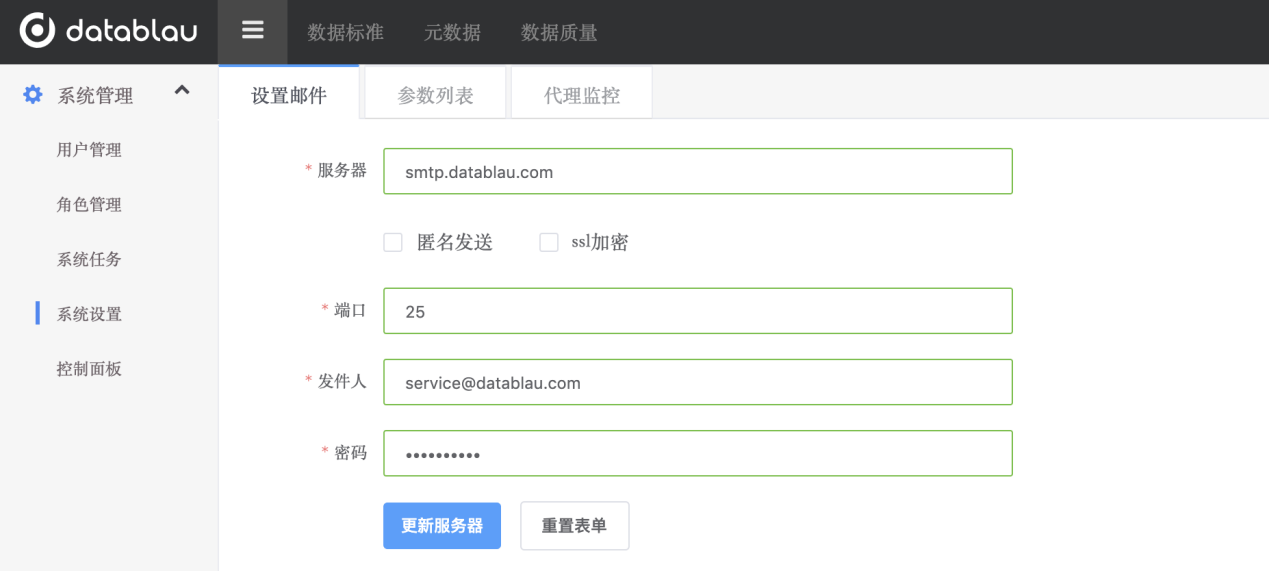 datablau
数据标准 元数据 数据质量
系统管理
用户管理
角色管理
系统任务
系统设置
控制面板
设置邮件 参数列表 代理监控
* 服务器 smtp.datablau.com
匿名发送 ssl加密
* 端口 25
* 发件人 service@datablau.com
* 密码 ••••••••••
更新服务器 重置表单